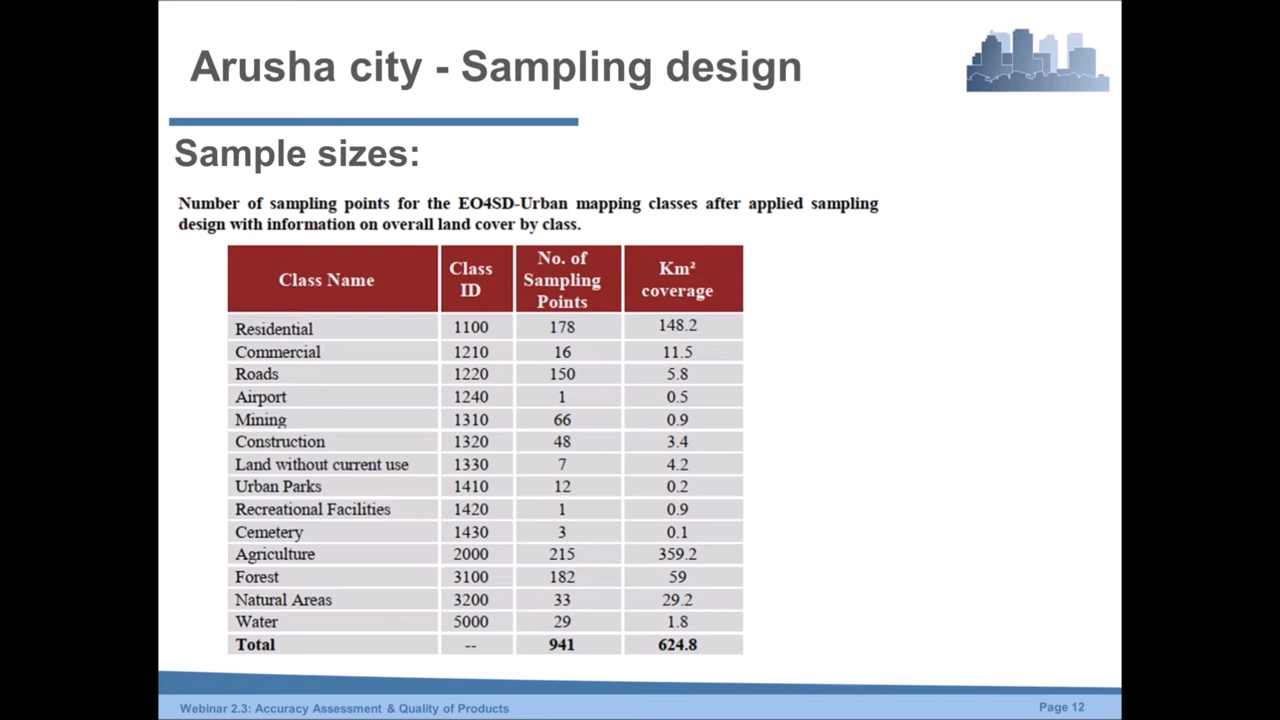 Arusha city - Sampling design
Sample sizes:
Number of sampling points for the EO4SD-Urban mapping classes after applied sampling
design with information on overall land cover by class.
Class Name Class ID No. of Sampling Points Km² coverage
Residential 1100 178 148.2
Commercial 1210 16 11.5
Roads 1220 150 5.8
Airport 1240 1 0.5
Mining 1310 66 0.9
Construction 1320 48 3.4
Land without current use 1330 7 4.2
Urban Parks 1410 12 0.2
Recreational Facilities 1420 1 0.9
Cemetery 1430 3 0.1
Agriculture 2000 215 359.2
Forest 3100 182 59
Natural Areas 3200 33 29.2
Water 5000 29 1.8
Total -- 941 624.8
Webinar 2.3: Accuracy Assessment & Quality of Products Page 12